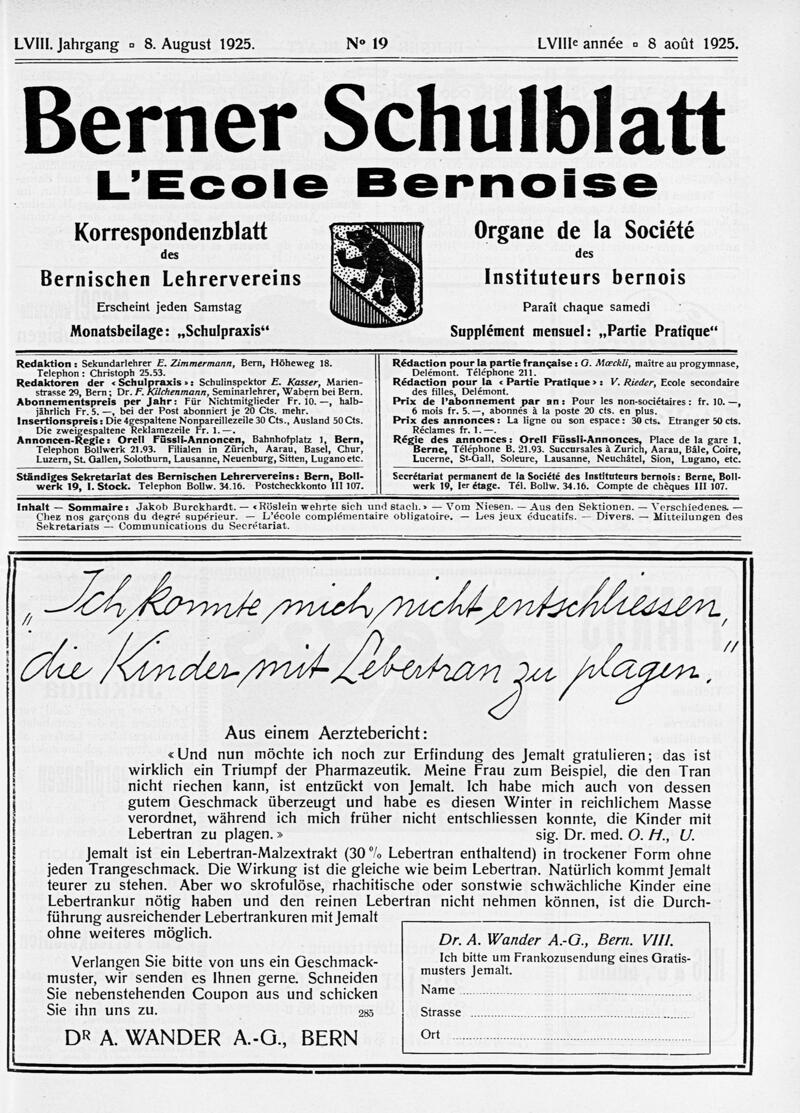 LVIII. Jahrgang ▫ 8. August 1925.
N° 19
LVIIIe année ▫ 8 août 1925.
Berner Schulblatt
L'Ecole Bernoise
Korrespondenzblatt
des
Bernischen Lehrervereins
Erscheint jeden Samstag
Monatsbeilage: „Schulpraxis“
Organe de la Société
des
Instituteurs bernois
Paraît chaque samedi
Supplément mensuel: „Partie Pratique“
Redaktion: Sekundarlehrer E. Zimmermann, Bern, Höheweg 18.
Telephon: Christoph 25.53.
Redaktoren der «Schulpraxis»: Schulinspektor E. Kasser, Marien-
strasse 29, Bern; Dr. F. Kilchenmann, Seminarlehrer, Wabern bei Bern.
Abonnementspreis per Jahr: Für Nichtmitglieder Fr. 10.—, halb-
jährlich Fr. 5.—, bei der Post abonniert je 20 Cts. mehr.
Insertionspreis: Die 4gespaltene Nonpareillezeile 30 Cts., Ausland 50 Cts.
Die zweigespaltene Reklamezeile Fr. 1.—.
Annoncen-Regie: Orell Füssli-Annoncen, Bahnhofplatz 1, Bern,
Telephon Bollwerk 21.93. Filialen in Zürich, Aarau, Basel, Chur,
Luzern, St. Gallen, Solothurn, Lausanne, Neuenburg, Sitten, Lugano etc.
Ständiges Sekretariat des Bernischen Lehrervereins: Bern, Boll-
werk 19, I. Stock. Telephon Bollw. 34.16. Postcheckkonto III 107.
Rédaction pour la partie française: G. Mœckli, maître au progymnase,
Delémont. Téléphone 211.
Rédaction pour la «Partie Pratique»: V. Rieder, Ecole secondaire
des filles, Delémont.
Prix de l'abonnement par an: Pour les non-sociétaires: fr. 10.—,
6 mois fr. 5.—, abonnés à la poste 20 cts. en plus.
Prix des annonces: La ligne ou son espace: 30 cts. Etranger 50 cts.
Réclames fr. 1.—.
Régie des annonces: Orell Füssli-Annonces, Place de la gare 1,
Berne, Téléphone B. 21.93. Succursales à Zurich, Aarau, Bâle, Coire,
Lucerne, St-Gall, Soleure, Lausanne, Neuchâtel, Sion, Lugano, etc.
Secrétariat permanent de la Société des Instituteurs bernois: Berne, Boll-
werk 19, 1er étage. Tél. Bollw. 34.16. Compte de chèques III 107.
Inhalt — Sommaire: Jakob Burckhardt. — «Röslein wehrte sich und stach.» — Vom Niesen. — Aus den Sektionen. — Verschiedenes. —
Chez nos garçons du degré supérieur. — L'école complémentaire obligatoire. — Les jeux éducatifs. — Divers. — Mitteilungen des
Sekretariats — Communications du Secrétariat.
„Ich konnte mich nicht entschliessen,
die Kinder mit Lebertran zu plagen."
Aus einem Aerztebericht:
«Und nun möchte ich noch zur Erfindung des Jemalt gratulieren; das ist
wirklich ein Triumpf der Pharmazeutik. Meine Frau zum Beispiel, die den Tran
nicht riechen kann, ist entzückt von Jemalt. Ich habe mich auch von dessen
gutem Geschmack überzeugt und habe es diesen Winter in reichlichem Masse
verordnet, während ich mich früher nicht entschliessen konnte, die Kinder mit
Lebertran zu plagen.» sig. Dr. med. O. H., U.
Jemalt ist ein Lebertran-Malzextrakt (30% Lebertran enthaltend) in trockener Form ohne
jeden Trangeschmack. Die Wirkung ist die gleiche wie beim Lebertran. Natürlich kommt Jemalt
teurer zu stehen. Aber wo skrofulöse, rhachitische oder sonstwie schwächliche Kinder eine
Lebertrankur nötig haben und den reinen Lebertran nicht nehmen können, ist die Durch-
führung ausreichender Lebertrankuren mit Jemalt
ohne weiteres möglich.
Verlangen Sie bitte von uns ein Geschmack-
muster, wir senden es Ihnen gerne. Schneiden
Sie nebenstehenden Coupon aus und schicken
Sie ihn uns zu. 285
DR A. WANDER A.-G., BERN
Dr. A. Wander A.-G., Bern. VIII.
Ich bitte um Frankozusendung eines Gratis-
musters Jemalt.
Name
Strasse
Ort